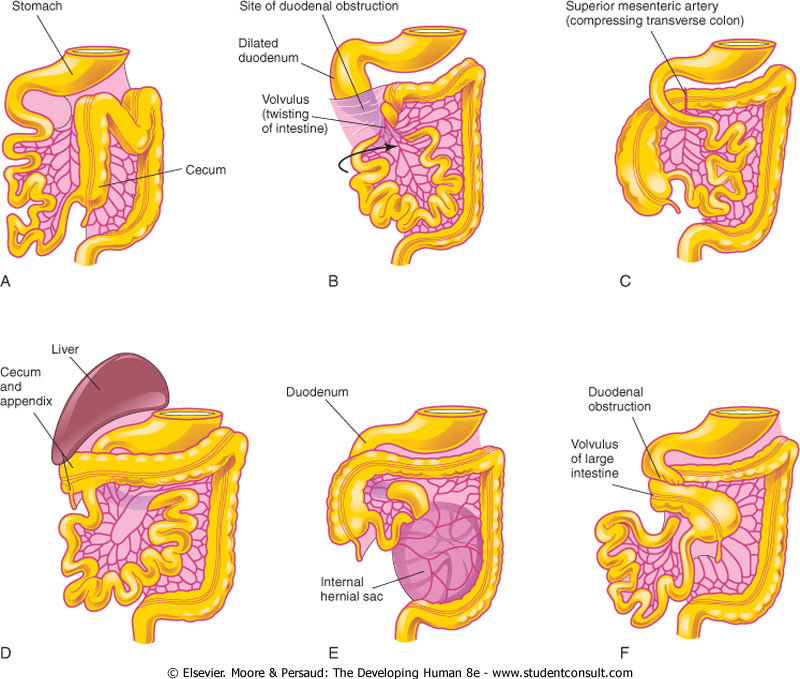 Stomach
Cecum
A
Site of duodenal obstruction
Dilated
duodenum
Volvulus
(twisting
of intestine)
B
Superior mesenteric artery
(compressing transverse colon)
C
Liver
Cecum
and
appendix
D
Duodenum
Internal
hernial sac
E
Duodenal
obstruction
Volvulus
of large
intestine
F
© Elsevier. Moore & Persaud: The Developing Human 8e - www.studentconsult.com